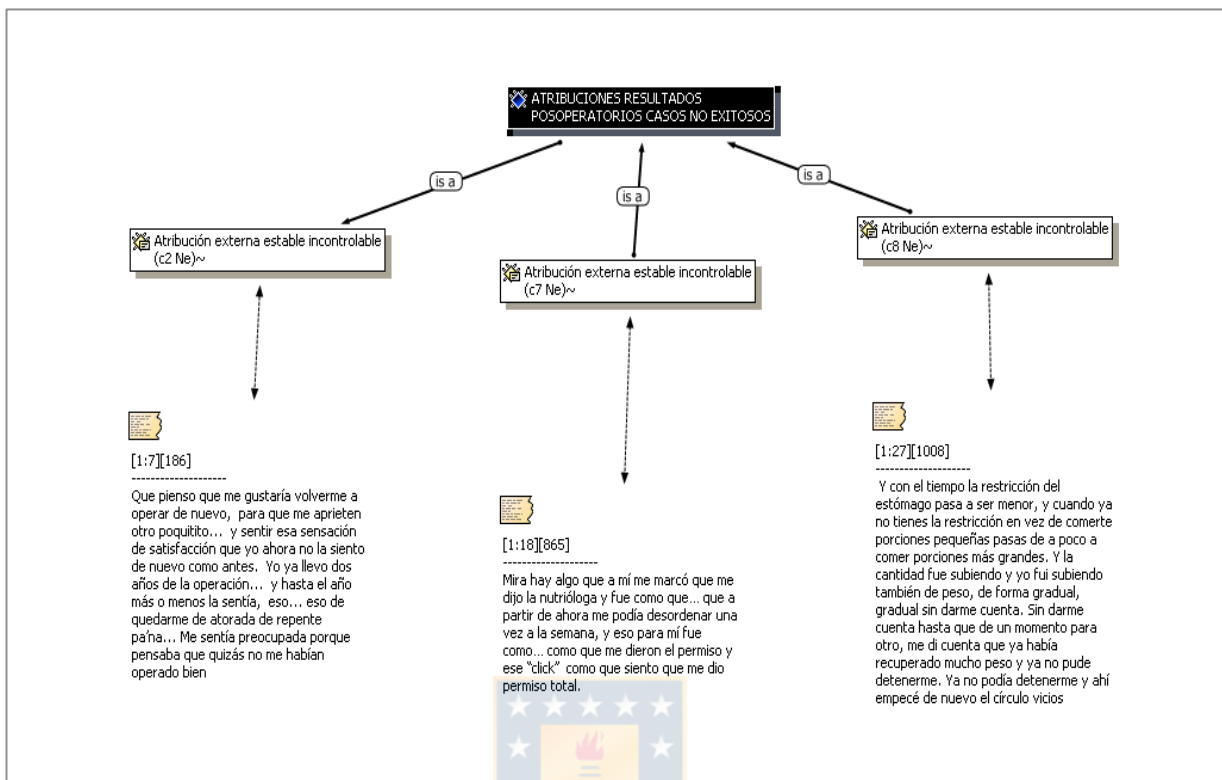 ATRIBUCIONES RESULTADOS
POSOPERATORIOS CASOS NO EXITOSOS
is a
is a
is a
Atribución externa estable incontrolable
(c2 Ne)~
Atribución externa estable incontrolable
(c7 Ne)~
Atribución externa estable incontrolable
(c8 Ne)~
[1:7][186]
--------------------
Que pienso que me gustaría volverme a
operar de nuevo,  para que me aprieten
otro poquitito... y sentir esa sensación
de satisfacción que yo ahora no la siento
de nuevo como antes.  Yo ya llevo dos
años de la operación... y hasta el año
más o menos la sentía,  eso... eso de
quedarme de atorada de repente
pa'na... Me sentía preocupada porque
pensaba que quizás no me habían
operado bien
[1:18][865]
--------------------
Mira hay algo que a mí me marcó que me
dijo la nutrióloga y fue como que... que a
partir de ahora me podía desordenar una
vez a la semana, y eso para mí fue
como... como que me dieron el permiso y
ese “click”  como que siento que me dio
permiso total.
[1:27][1008]
--------------------
Y con el tiempo la restricción del
estómago pasa a ser menor, y cuando ya
no tienes la restricción en vez de comerte
porciones pequeñas pasas de a poco a
comer porciones más grandes. Y la
cantidad fue subiendo y yo fui subiendo
también de peso, de forma gradual,
gradual sin darme cuenta. Sin darme
cuenta hasta que de un momento para
otro, me di cuenta que ya había
recuperado mucho peso y ya no pude
detenerme. Ya no podía detenerme y ahí
empecé de nuevo el círculo vicios